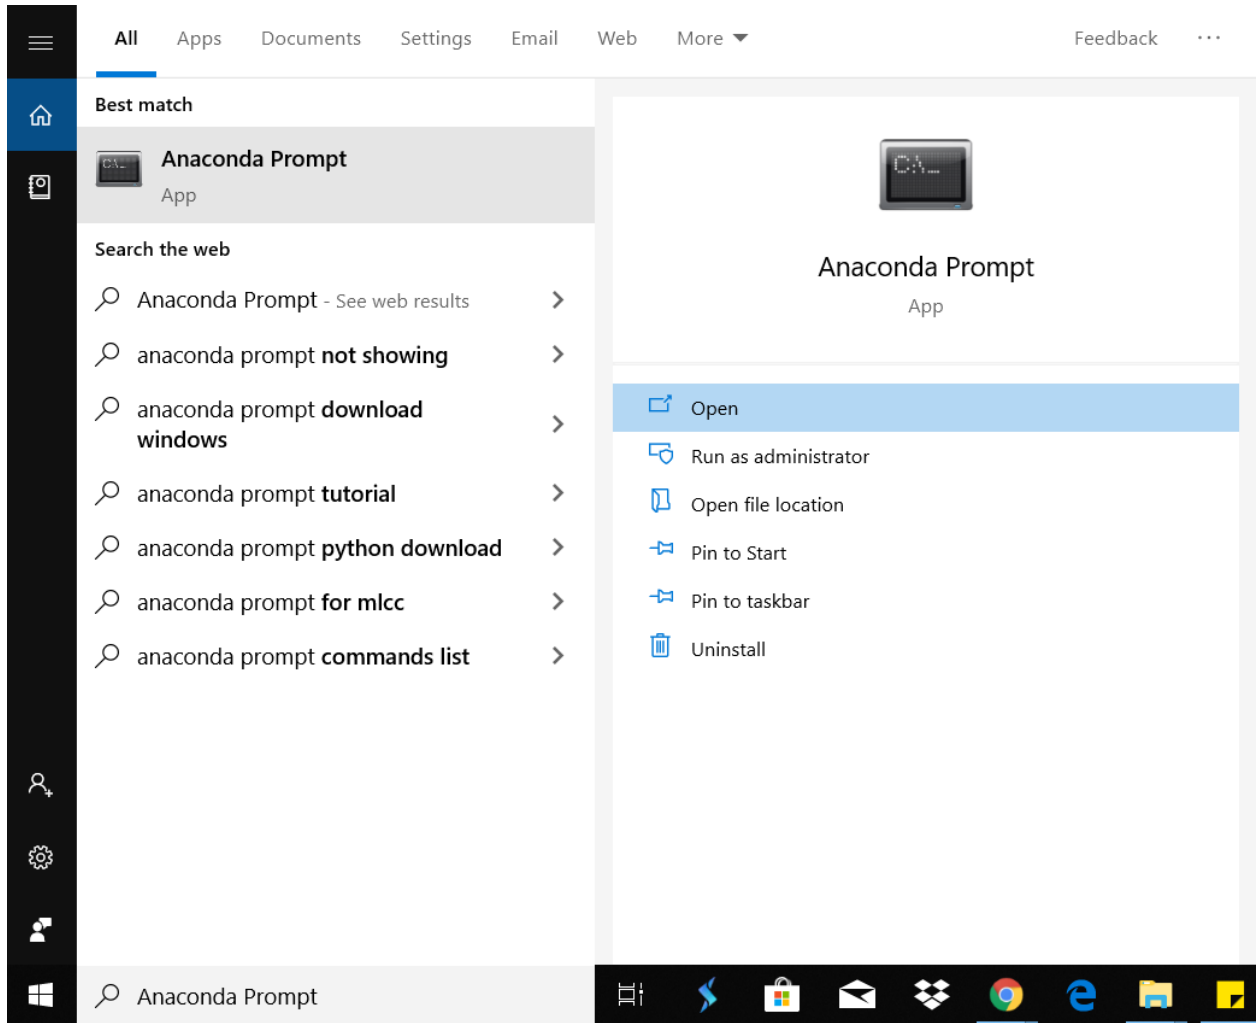 All Apps Documents Settings Email Web More Feedback ...
Best match
Anaconda Prompt
App
Search the web
Anaconda Prompt - See web results
anaconda prompt not showing
anaconda prompt download
windows
anaconda prompt tutorial
anaconda prompt python download
anaconda prompt for mlcc
anaconda prompt commands list
C:\_
Anaconda Prompt
App
Open
Run as administrator
Open file location
Pin to Start
Pin to taskbar
Uninstall
Anaconda Prompt